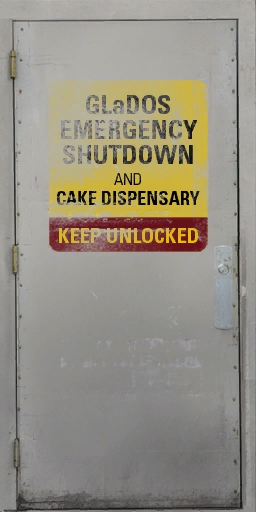 GLaDOS
EMERGENCY
SHUTDOWN
AND
CAKE DISPENSARY
KEEP UNLOCKED